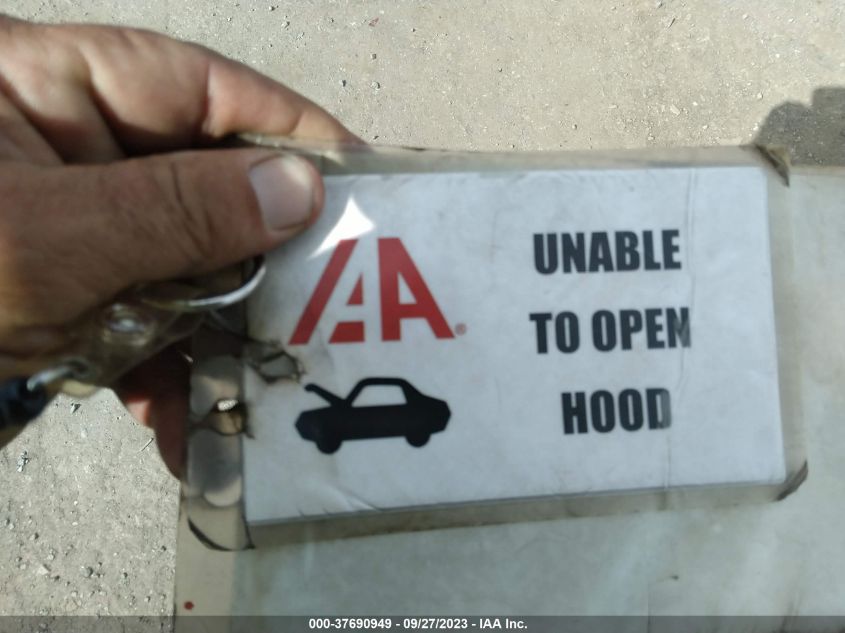 IAA®
UNABLE
TO OPEN
HOOD
000-37690949 - 09/27/2023 - IAA Inc.